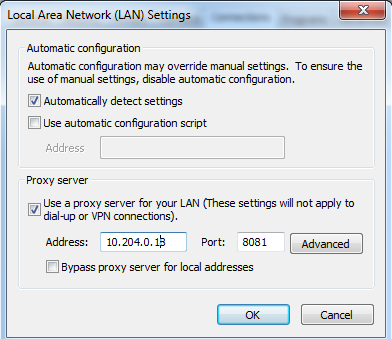 Local Area Network (LAN) Settings
Automatic configuration
Automatic configuration may override manual settings. To ensure the
use of manual settings, disable automatic configuration.
Automatically detect settings
Use automatic configuration script
Address
Proxy server
Use a proxy server for your LAN (These settings will not apply to
dial-up or VPN connections).
Address: 10.204.0.13 Port: 8081 Advanced
Bypass proxy server for local addresses
OK Cancel